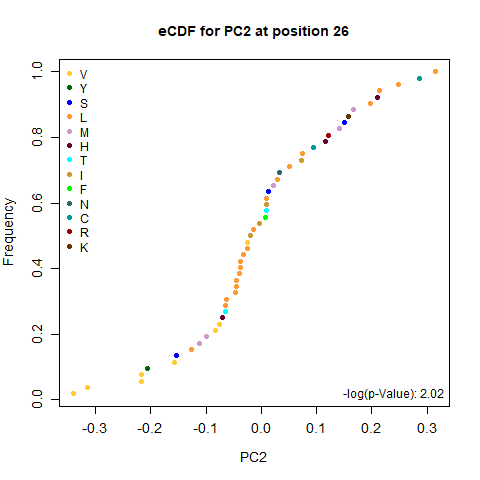 eCDF for PC2 at position 26
Frequency
1.0
0.8
0.6
0.4
0.2
0.0
V
Y
S
L
M
H
T
I
F
N
C
R
K
-log(p-Value): 2.02
-0.3 -0.2 -0.1 0.0 0.1 0.2 0.3
PC2